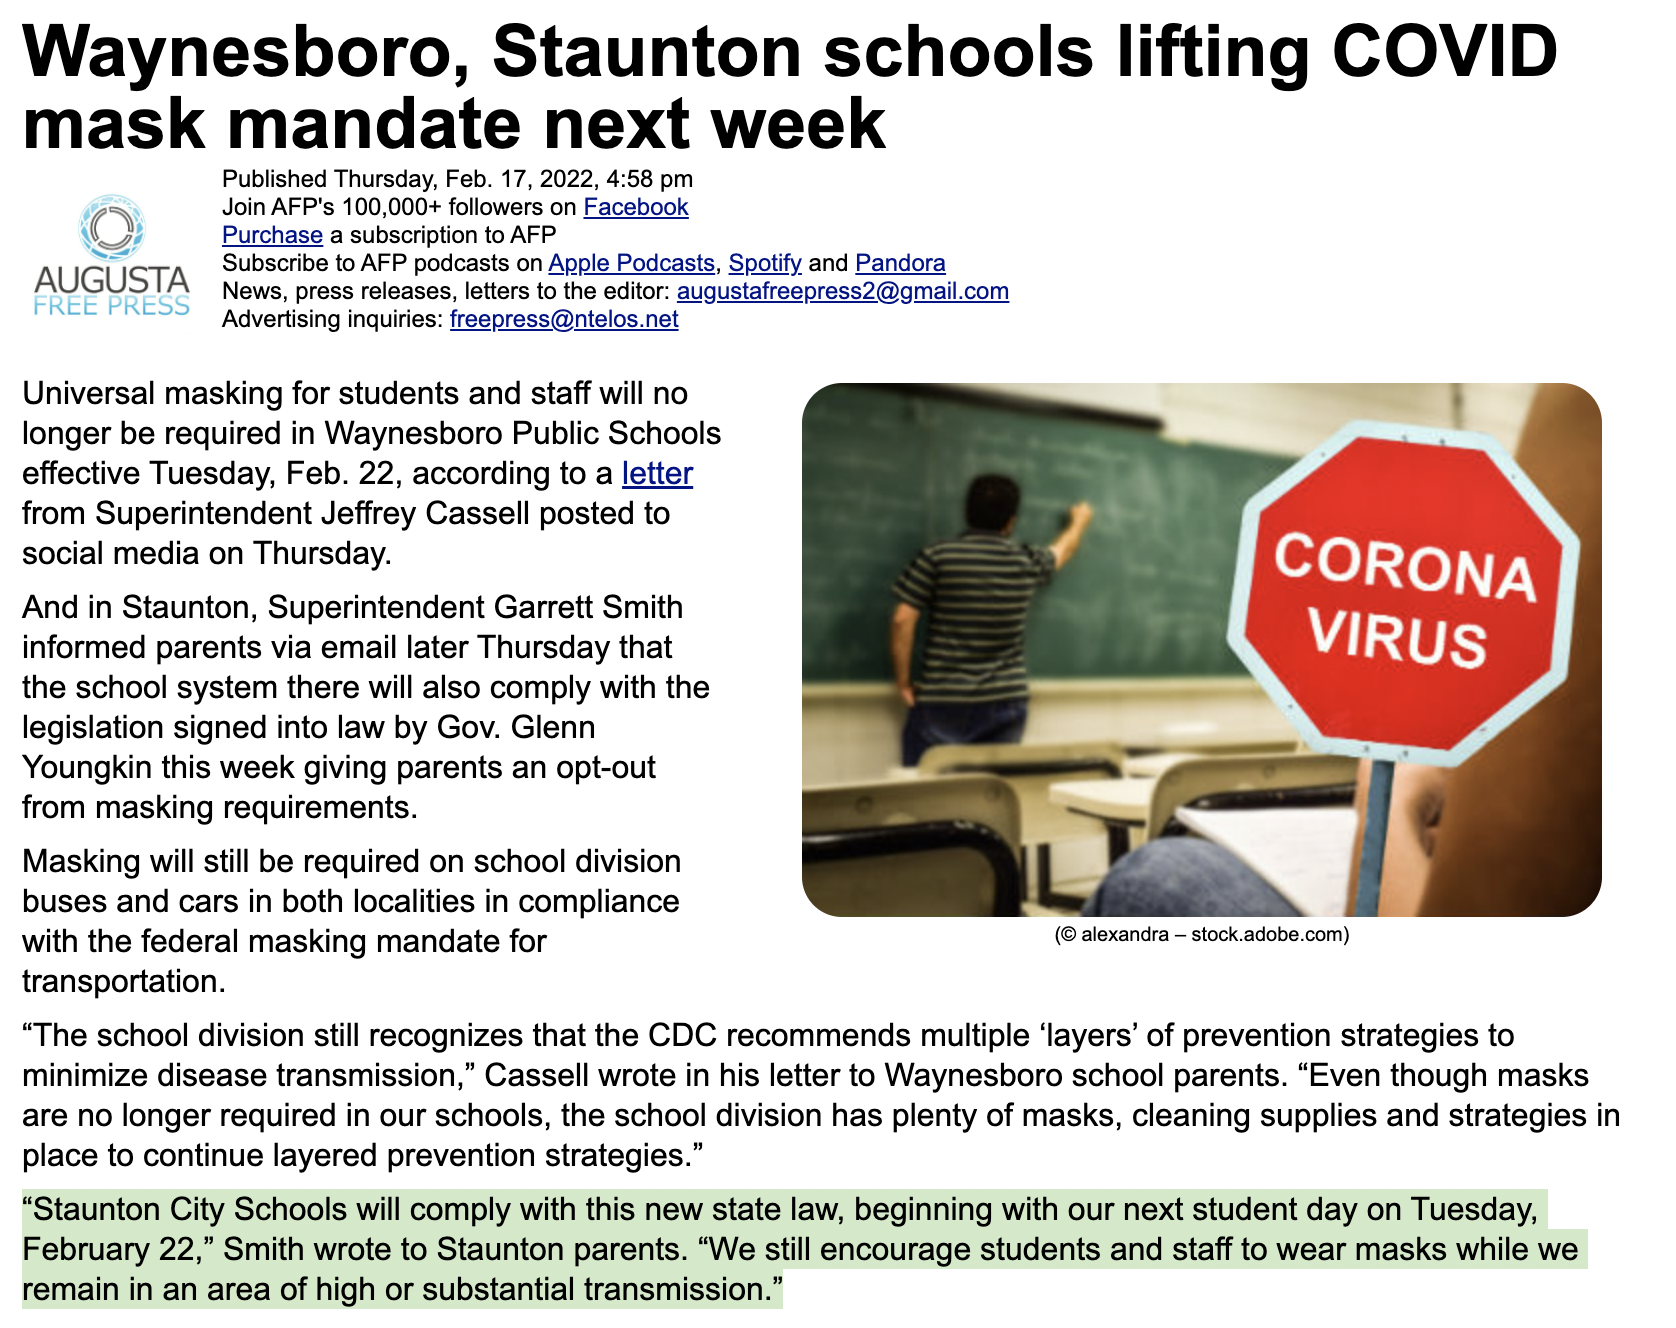 Waynesboro, Staunton schools lifting COVID
mask mandate next week
AUGUSTA
FREE PRESS
Published Thursday, Feb. 17, 2022, 4:58 pm
Join AFP's 100,000+ followers on Facebook
Purchase a subscription to AFP
Subscribe to AFP podcasts on Apple Podcasts, Spotify and Pandora
News, press releases, letters to the editor: augustafreepress2@gmail.com
Advertising inquiries: freepress@ntelos.net
Universal masking for students and staff will no
longer be required in Waynesboro Public Schools
effective Tuesday, Feb. 22, according to a letter
from Superintendent Jeffrey Cassell posted to
social media on Thursday.
And in Staunton, Superintendent Garrett Smith
informed parents via email later Thursday that
the school system there will also comply with the
legislation signed into law by Gov. Glenn
Youngkin this week giving parents an opt-out
from masking requirements.
Masking will still be required on school division
buses and cars in both localities in compliance
with the federal masking mandate for
transportation.
CORONA
VIRUS
(© alexandra – stock.adobe.com)
“The school division still recognizes that the CDC recommends multiple ‘layers’ of prevention strategies to
minimize disease transmission,” Cassell wrote in his letter to Waynesboro school parents. “Even though masks
are no longer required in our schools, the school division has plenty of masks, cleaning supplies and strategies in
place to continue layered prevention strategies.”
“Staunton City Schools will comply with this new state law, beginning with our next student day on Tuesday,
February 22,” Smith wrote to Staunton parents. “We still encourage students and staff to wear masks while we
remain in an area of high or substantial transmission.”